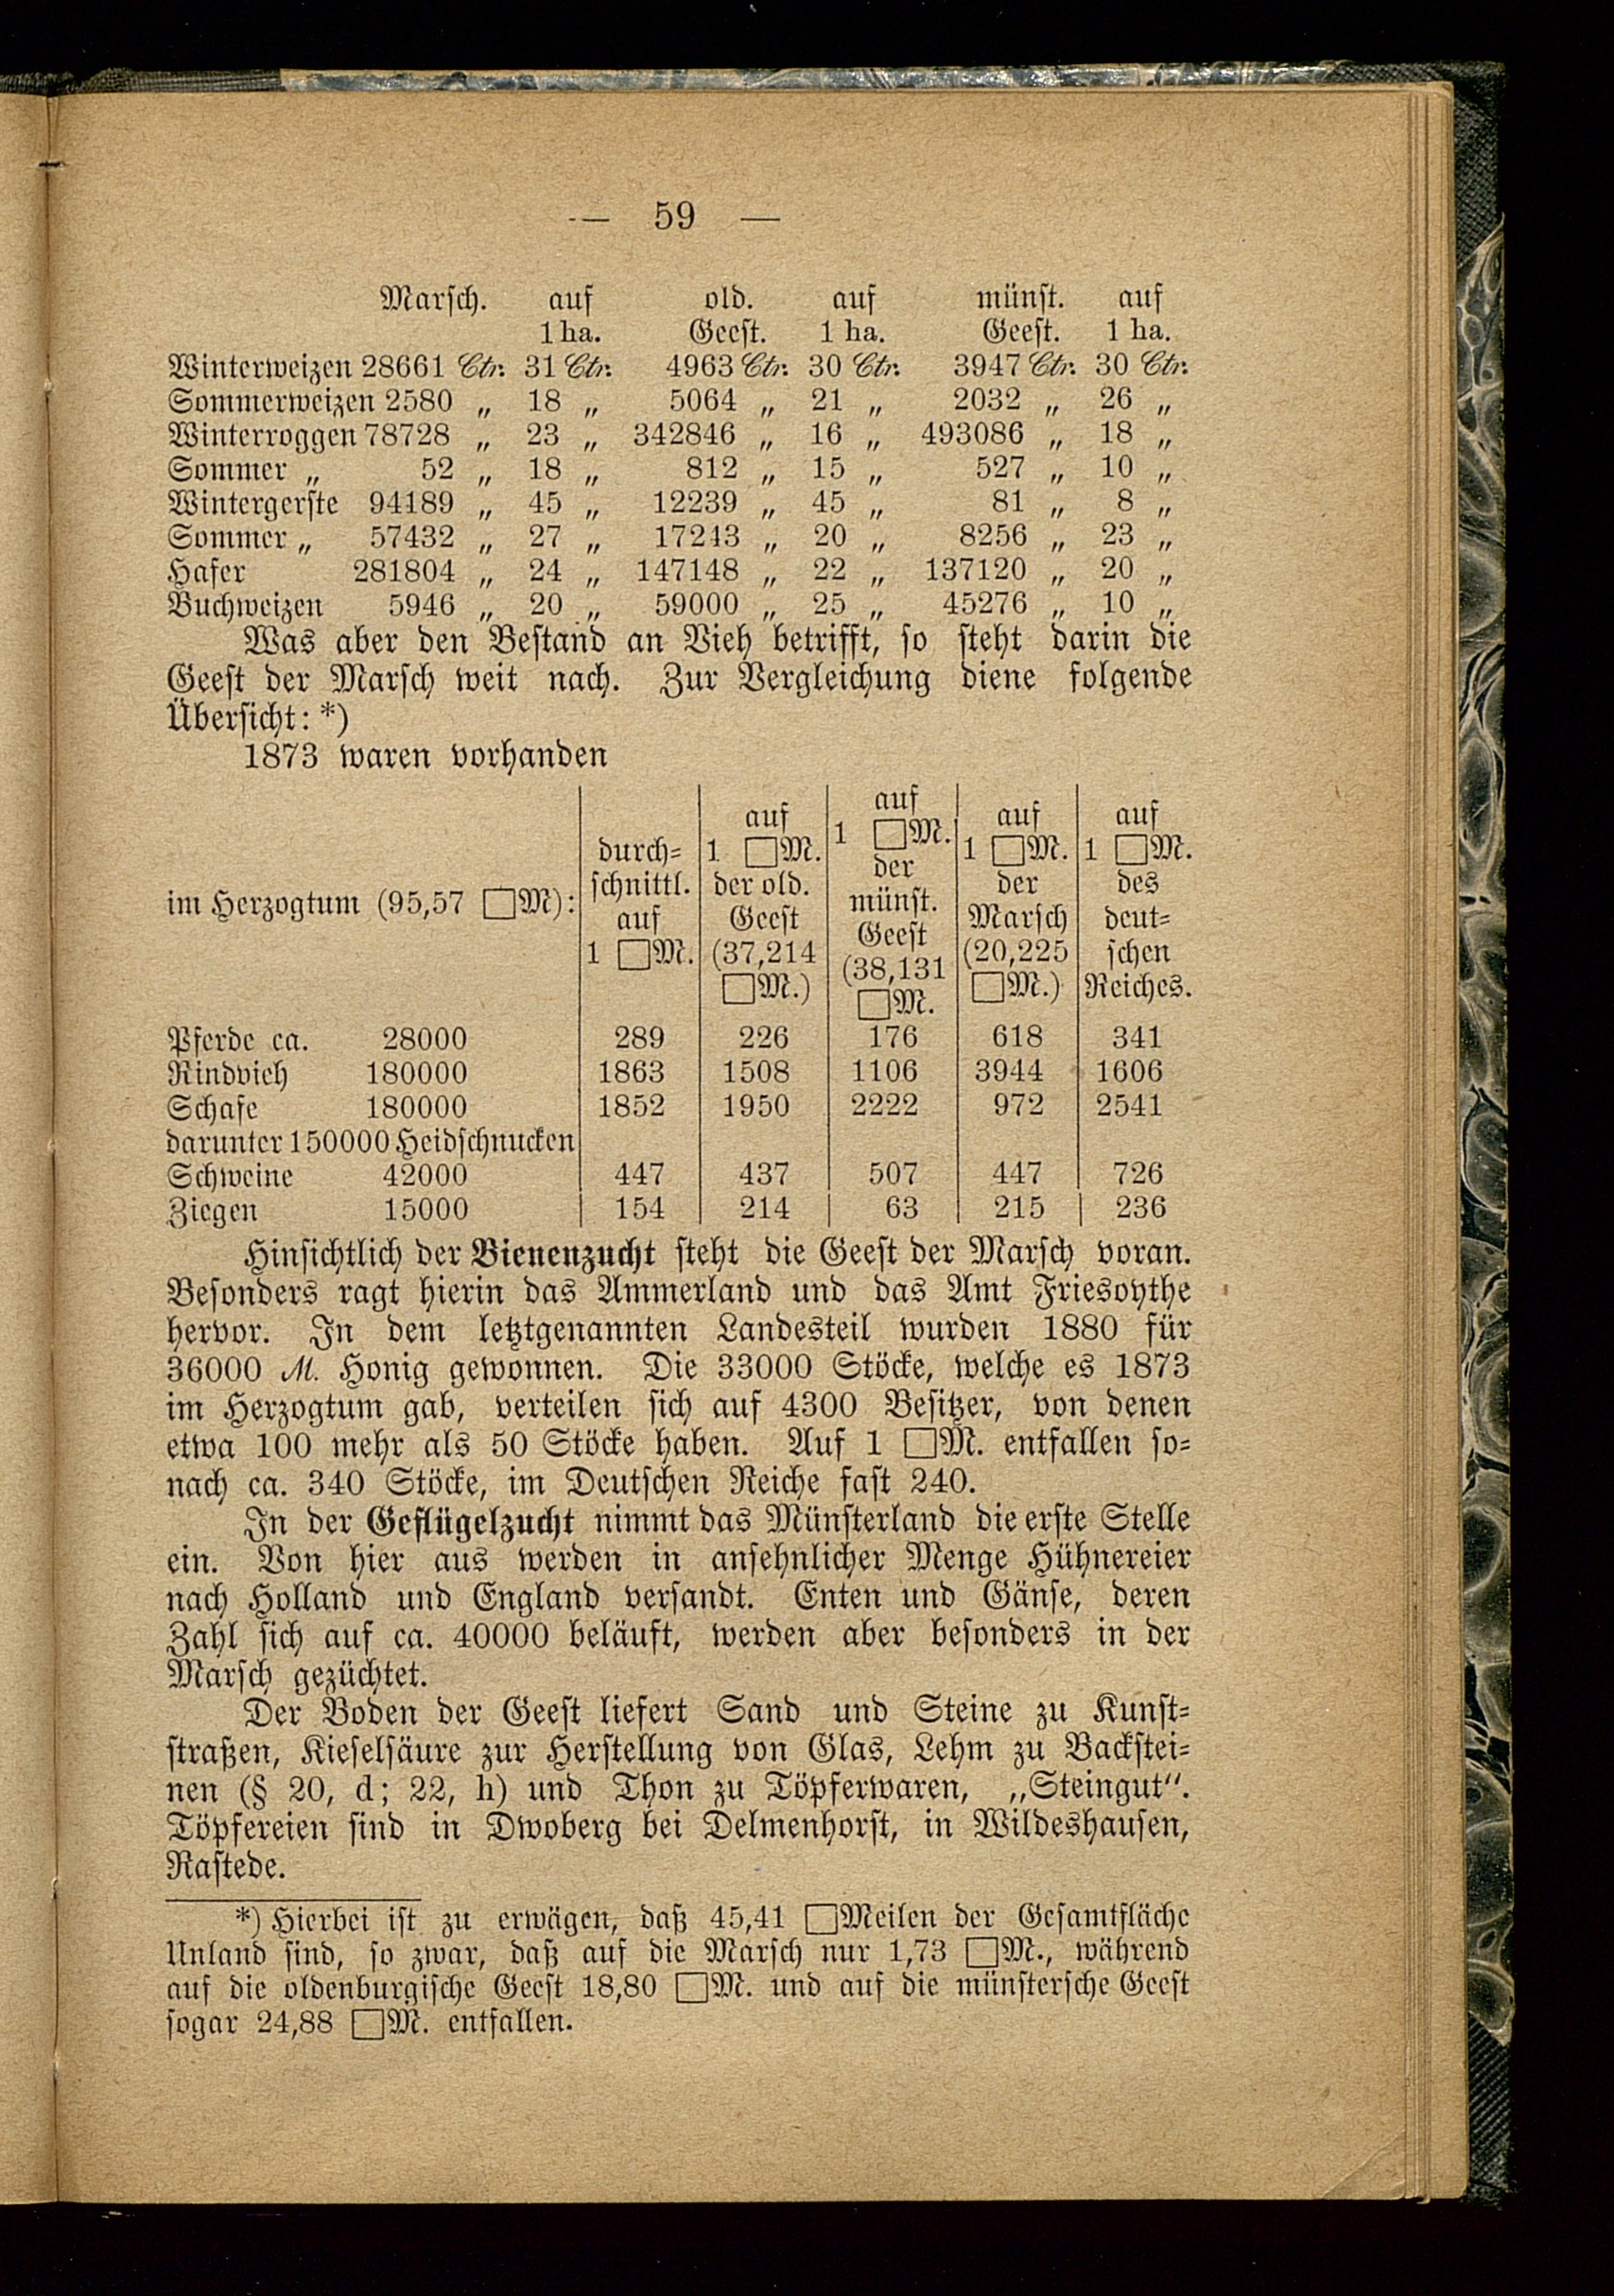 — 59 —
Marsch. auf old. auf münst. auf
1 ha. Geest. 1 ha. Geest. 1 ha.
Winterweizen 28661 Ctr. 31 Ctr. 4963 Ctr. 30 Ctr. 3947 Ctr. 30 Ctr.
Sommerweizen 2580 „ 18 „ 5064 „ 21 „ 2032 „ 26 „
Winterroggen 78728 „ 23 „ 342846 „ 16 „ 493086 „ 18 „
Sommer „ 52 „ 18 „ 812 „ 15 „ 527 „ 10 „
Wintergerste 94189 „ 45 „ 12239 „ 45 „ 81 „ 8 „
Sommer „ 57432 „ 27 „ 17243 „ 20 „ 8256 „ 23 „
Hafer 281804 „ 24 „ 147148 „ 22 „ 137120 „ 20 „
Buchweizen 5946 „ 20 „ 59000 „ 25 „ 45276 „ 10 „
Was aber den Bestand an Vieh betrifft, so steht darin die
Geest der Marsch weit nach. Zur Vergleichung diene folgende
Übersicht: *)
1873 waren vorhanden
im Herzogtum (95,57 □M):
durch-
schnittl.
auf
1 □M.
auf
1 □M.
der old.
Geest
(37,214
□M.)
auf
1 □M.
der
münst.
Geest
(38,131
□M.
auf
1 □M.
der
Marsch
(20,225
□M.)
auf
1 □M.
des
deut-
schen
Reiches.
Pferde ca. 28000 289 226 176 618 341
Rindvieh 180000 1863 1508 1106 3944 1606
Schafe 180000 1852 1950 2222 972 2541
darunter 150000 Heidschnucken
Schweine 42000 447 437 507 447 726
Ziegen 15000 154 214 63 215 236
Hinsichtlich der Bienenzucht steht die Geest der Marsch voran.
Besonders ragt hierin das Ammerland und das Amt Friesoythe
hervor. In dem letztgenannten Landesteil wurden 1880 für
36000 M. Honig gewonnen. Die 33000 Stöcke, welche es 1873
im Herzogtum gab, verteilen sich auf 4300 Besitzer, von denen
etwa 100 mehr als 50 Stöcke haben. Auf 1 □M. entfallen so-
nach ca. 340 Stöcke, im Deutschen Reiche fast 240.
In der Geflügelzucht nimmt das Münsterland die erste Stelle
ein. Von hier aus werden in ansehnlicher Menge Hühnereier
nach Holland und England versandt. Enten und Gänse, deren
Zahl sich auf ca. 40000 beläuft, werden aber besonders in der
Marsch gezüchtet.
Der Boden der Geest liefert Sand und Steine zu Kunst-
straßen, Kieselsäure zur Herstellung von Glas, Lehm zu Backstei-
nen (§ 20, d; 22, h) und Thon zu Töpferwaren, „Steingut“.
Töpfereien sind in Dwoberg bei Delmenhorst, in Wildeshausen,
Rastede.
*) Hierbei ist zu erwägen, daß 45,41 □Meilen der Gesamtfläche
Unland sind, so zwar, daß auf die Marsch nur 1,73 □M., während
auf die oldenburgische Geest 18,80 □M. und auf die münstersche Geest
sogar 24,88 □M. entfallen.